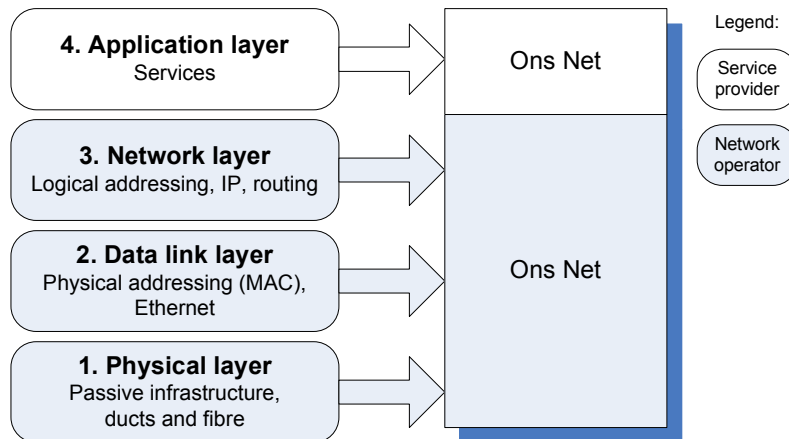 4. Application layer
Services
3. Network layer
Logical addressing, IP, routing
2. Data link layer
Physical addressing (MAC),
Ethernet
1. Physical layer
Passive infrastructure,
ducts and fibre
Ons Net
Ons Net
Legend:
Service
provider
Network
operator